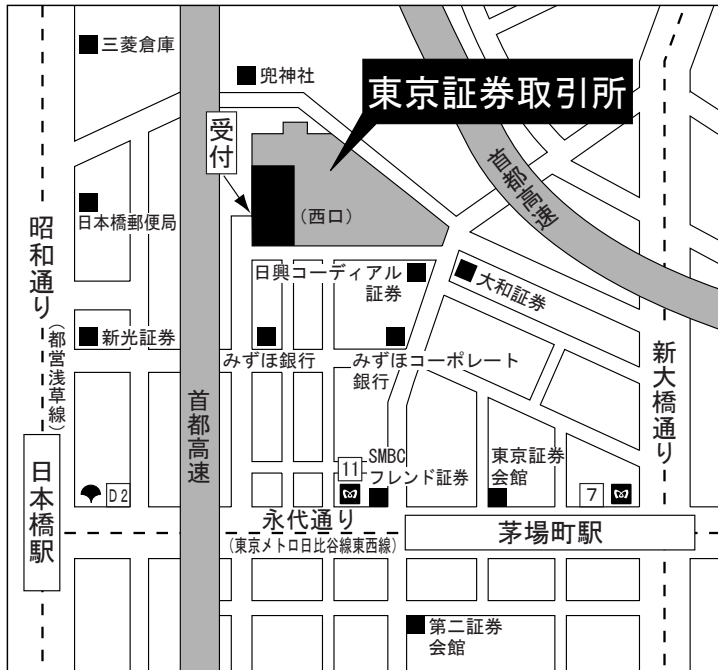 三菱倉庫
兜神社
東京証券取引所
受付
首都高速
日本橋郵便局
(西口)
昭和通り
(都営浅草線)
日興コーディアル
証券
大和証券
新光証券
みずほ銀行
みずほコーポレート
銀行
新大橋通り
首都高速
日本橋駅
D2
11
SMBC
フレンド証券
東京証券
会館
7
永代通り
(東京メトロ日比谷線東西線)
茅場町駅
第二証券
会館